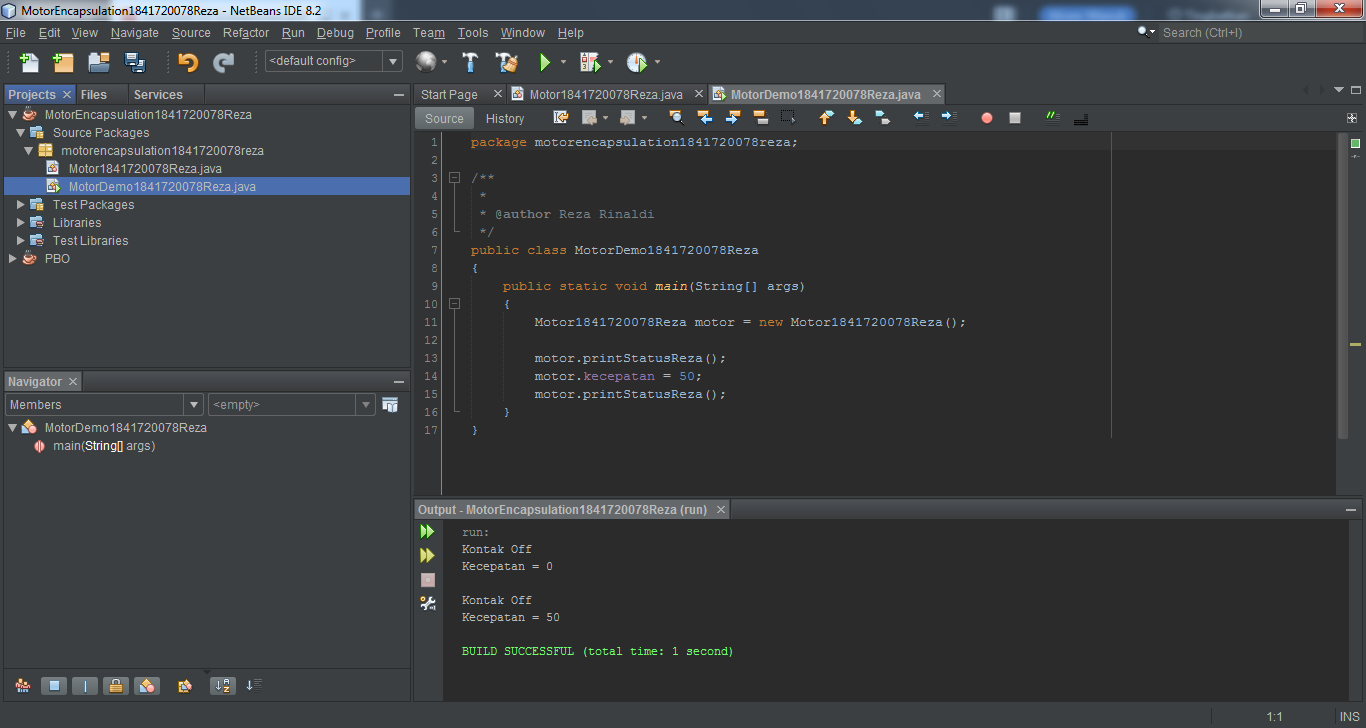 MotorEncapsulation1841720078Reza - NetBeans IDE 8.2
File Edit View Navigate Source Refactor Run Debug Profile Team Tools Window Help
Search (Ctrl+I)
<default config>
Projects Files Services
MotorEncapsulation1841720078Reza
Source Packages
motorencapsulation1841720078reza
Motor1841720078Reza.java
MotorDemo1841720078Reza.java
Test Packages
Libraries
Test Libraries
PBO
Navigator
Members <empty>
MotorDemo1841720078Reza
main(String[] args)
Start Page Motor1841720078Reza.java MotorDemo1841720078Reza.java
Source History
1 package motorencapsulation1841720078reza;
2
3 /**
4 *
5 * @author Reza Rinaldi
6 */
7 public class MotorDemo1841720078Reza
8 {
9 public static void main(String[] args)
10 {
11 Motor1841720078Reza motor = new Motor1841720078Reza();
12
13 motor.printStatusReza();
14 motor.kecepatan = 50;
15 motor.printStatusReza();
16 }
17 }
Output - MotorEncapsulation1841720078Reza (run)
run:
Kontak Off
Kecepatan = 0
Kontak Off
Kecepatan = 50
BUILD SUCCESSFUL (total time: 1 second)
1:1 INS